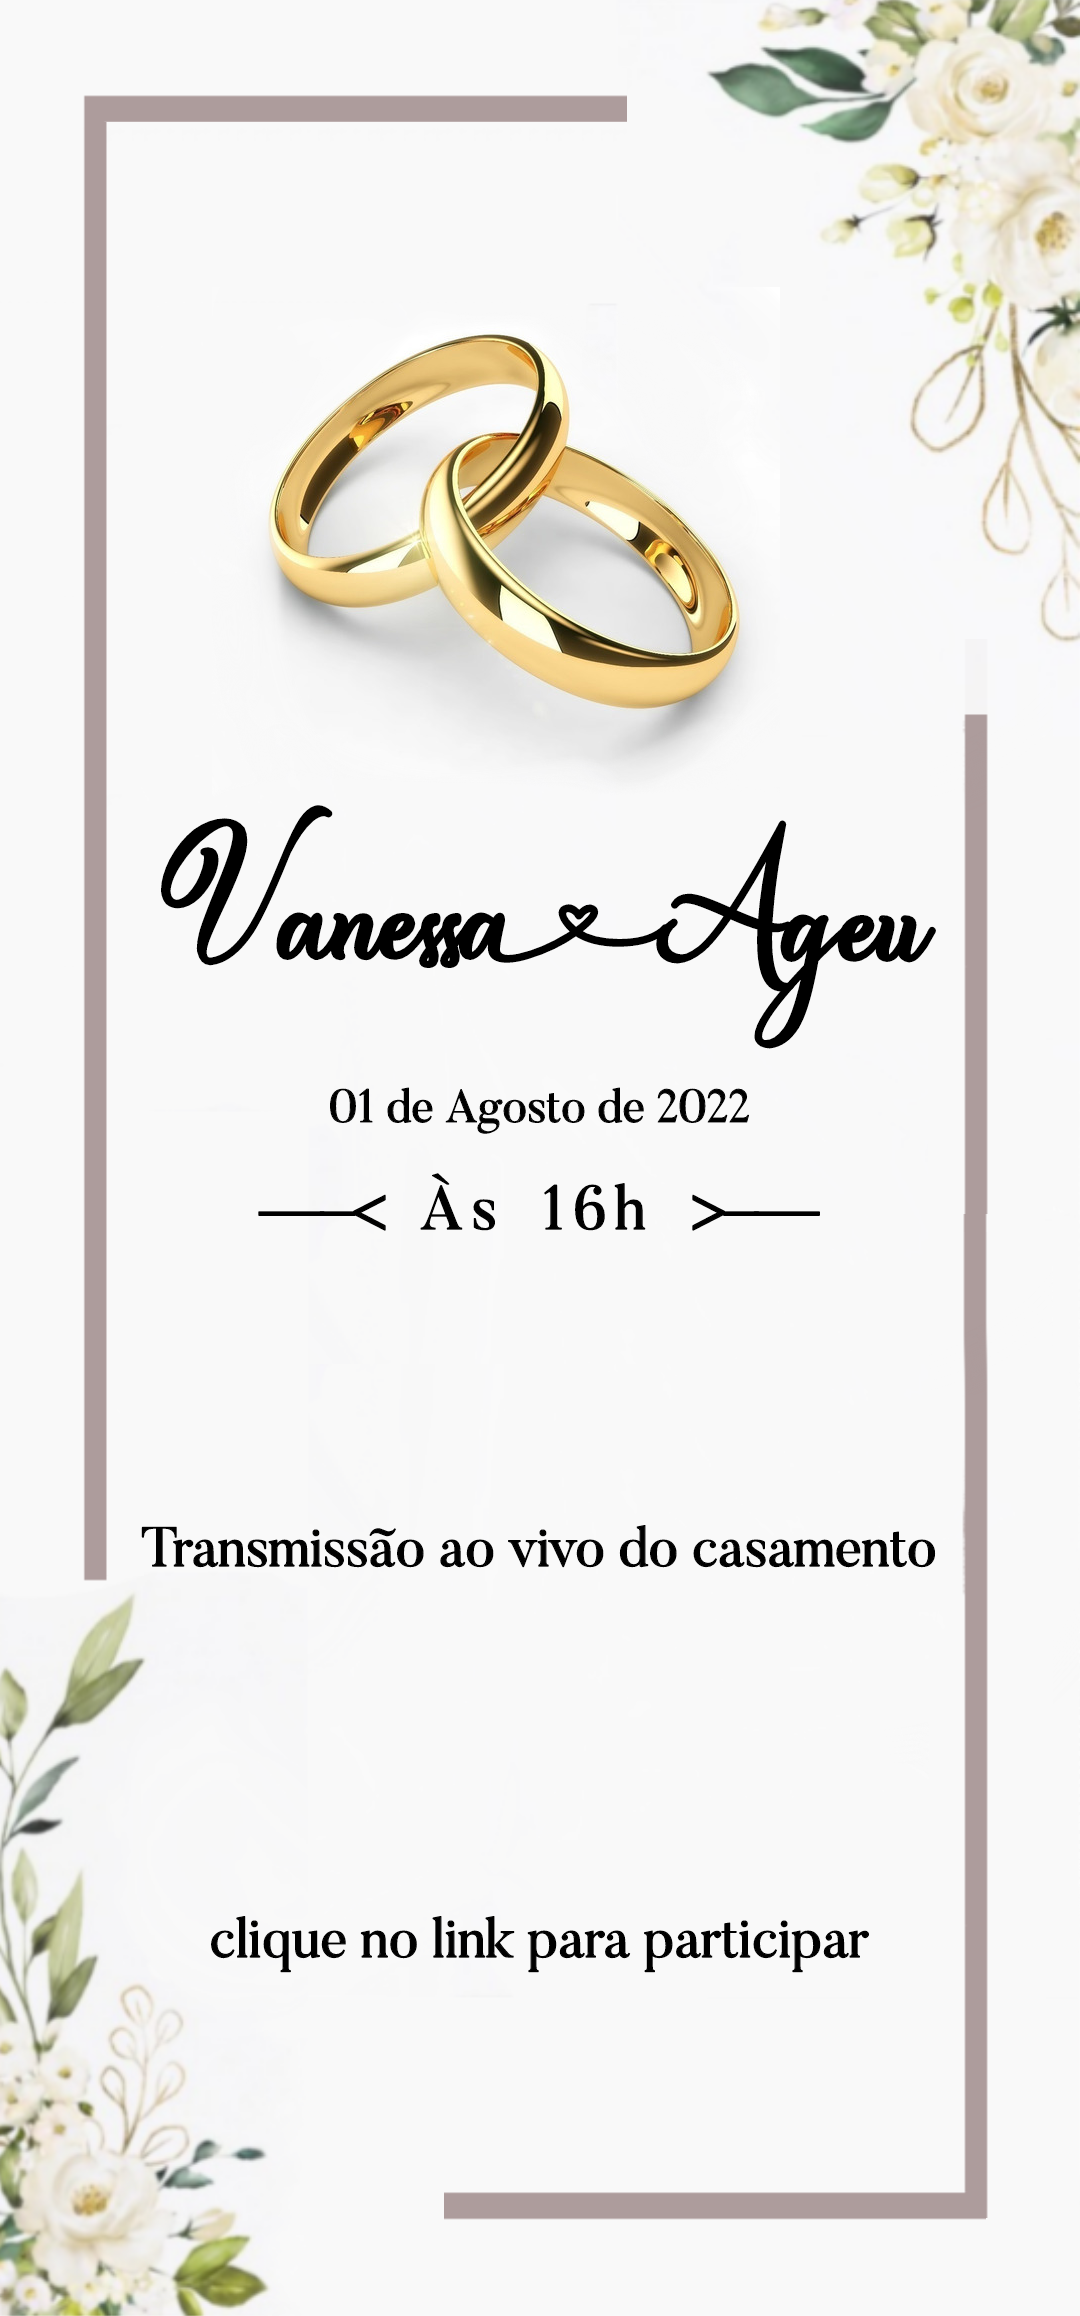 Vanessa Ageu
01 de Agosto de 2022
Às 16h
Transmissão ao vivo do casamento
clique no link para participar